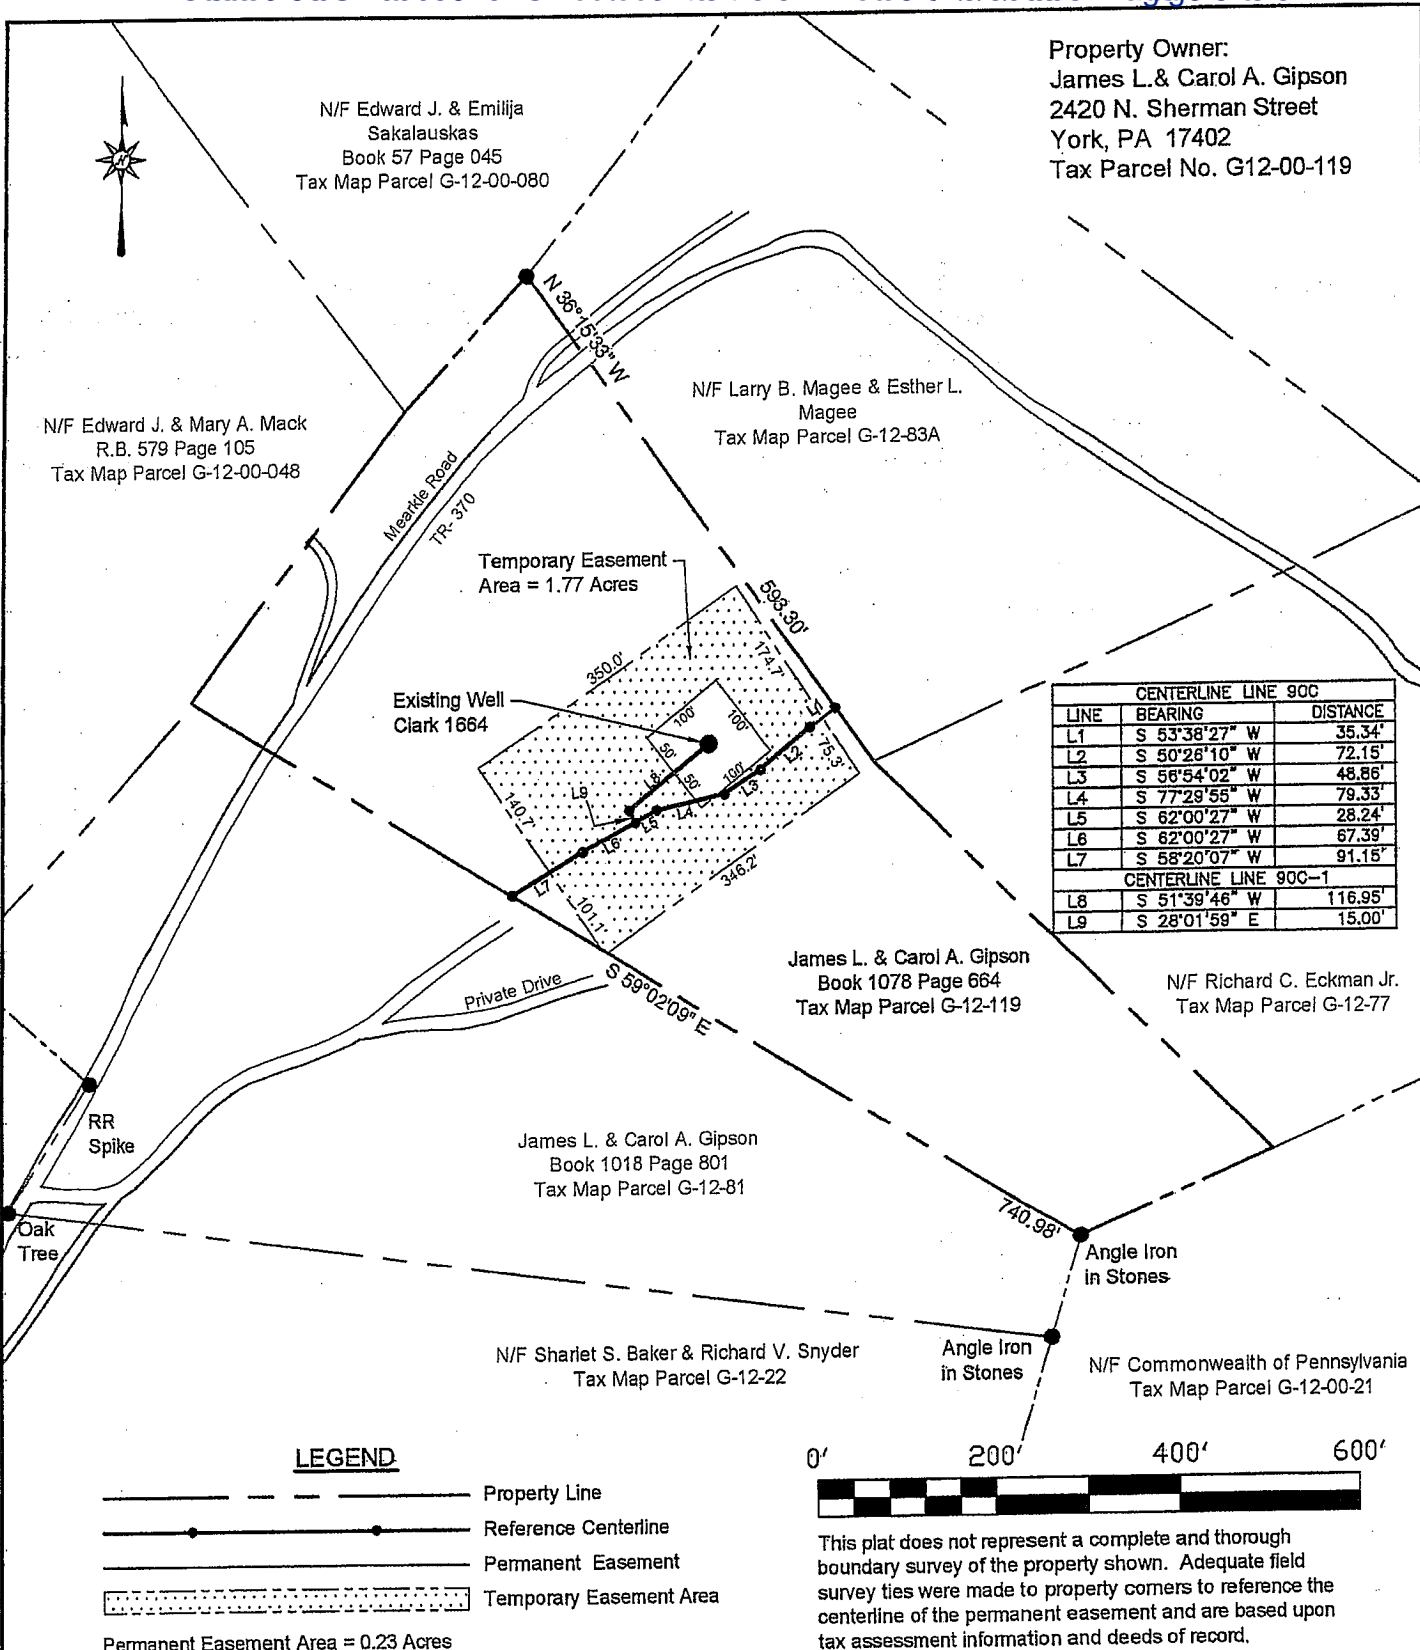 Property Owner:
James L.& Carol A. Gipson
2420 N. Sherman Street
York, PA 17402
Tax Parcel No. G12-00-119
N/F Edward J. & Emilija
Sakalauskas
Book 57 Page 045
Tax Map Parcel G-12-00-080
N
N 36°15'33" W
N/F Larry B. Magee & Esther L.
Magee
Tax Map Parcel G-12-83A
N/F Edward J. & Mary A. Mack
R.B. 579 Page 105
Tax Map Parcel G-12-00-048
Mearkle Road
TR- 370
Temporary Easement
Area = 1.77 Acres
593.30'
174.7'
350.0'
Existing Well
Clark 1664
100'
100'
50'
50'
100'
L1
L2
75.3'
L3
L4
L5
L6
L7
L8
L9
140.7'
346.2'
101.1'
CENTERLINE LINE 90C
LINE BEARING DISTANCE
L1 S 53°38'27" W 35.34'
L2 S 50°26'10" W 72.15'
L3 S 56°54'02" W 48.86'
L4 S 77°29'55" W 79.33'
L5 S 62°00'27" W 28.24'
L6 S 62°00'27" W 67.39'
L7 S 58°20'07" W 91.15'
CENTERLINE LINE 90C-1
L8 S 51°39'46" W 116.95'
L9 S 28°01'59" E 15.00'
James L. & Carol A. Gipson
Book 1078 Page 664
Tax Map Parcel G-12-119
N/F Richard C. Eckman Jr.
Tax Map Parcel G-12-77
Private Drive
S 59°02'09" E
RR
Spike
James L. & Carol A. Gipson
Book 1018 Page 801
Tax Map Parcel G-12-81
740.98'
Oak
Tree
Angle Iron
in Stones
Angle Iron
in Stones
N/F Sharlet S. Baker & Richard V. Snyder
Tax Map Parcel G-12-22
N/F Commonwealth of Pennsylvania
Tax Map Parcel G-12-00-21
LEGEND
Property Line
Reference Centerline
Permanent Easement
Temporary Easement Area
Permanent Easement Area = 0.23 Acres
0' 200' 400' 600'
This plat does not represent a complete and thorough
boundary survey of the property shown. Adequate field
survey ties were made to property corners to reference the
centerline of the permanent easement and are based upon
tax assessment information and deeds of record.